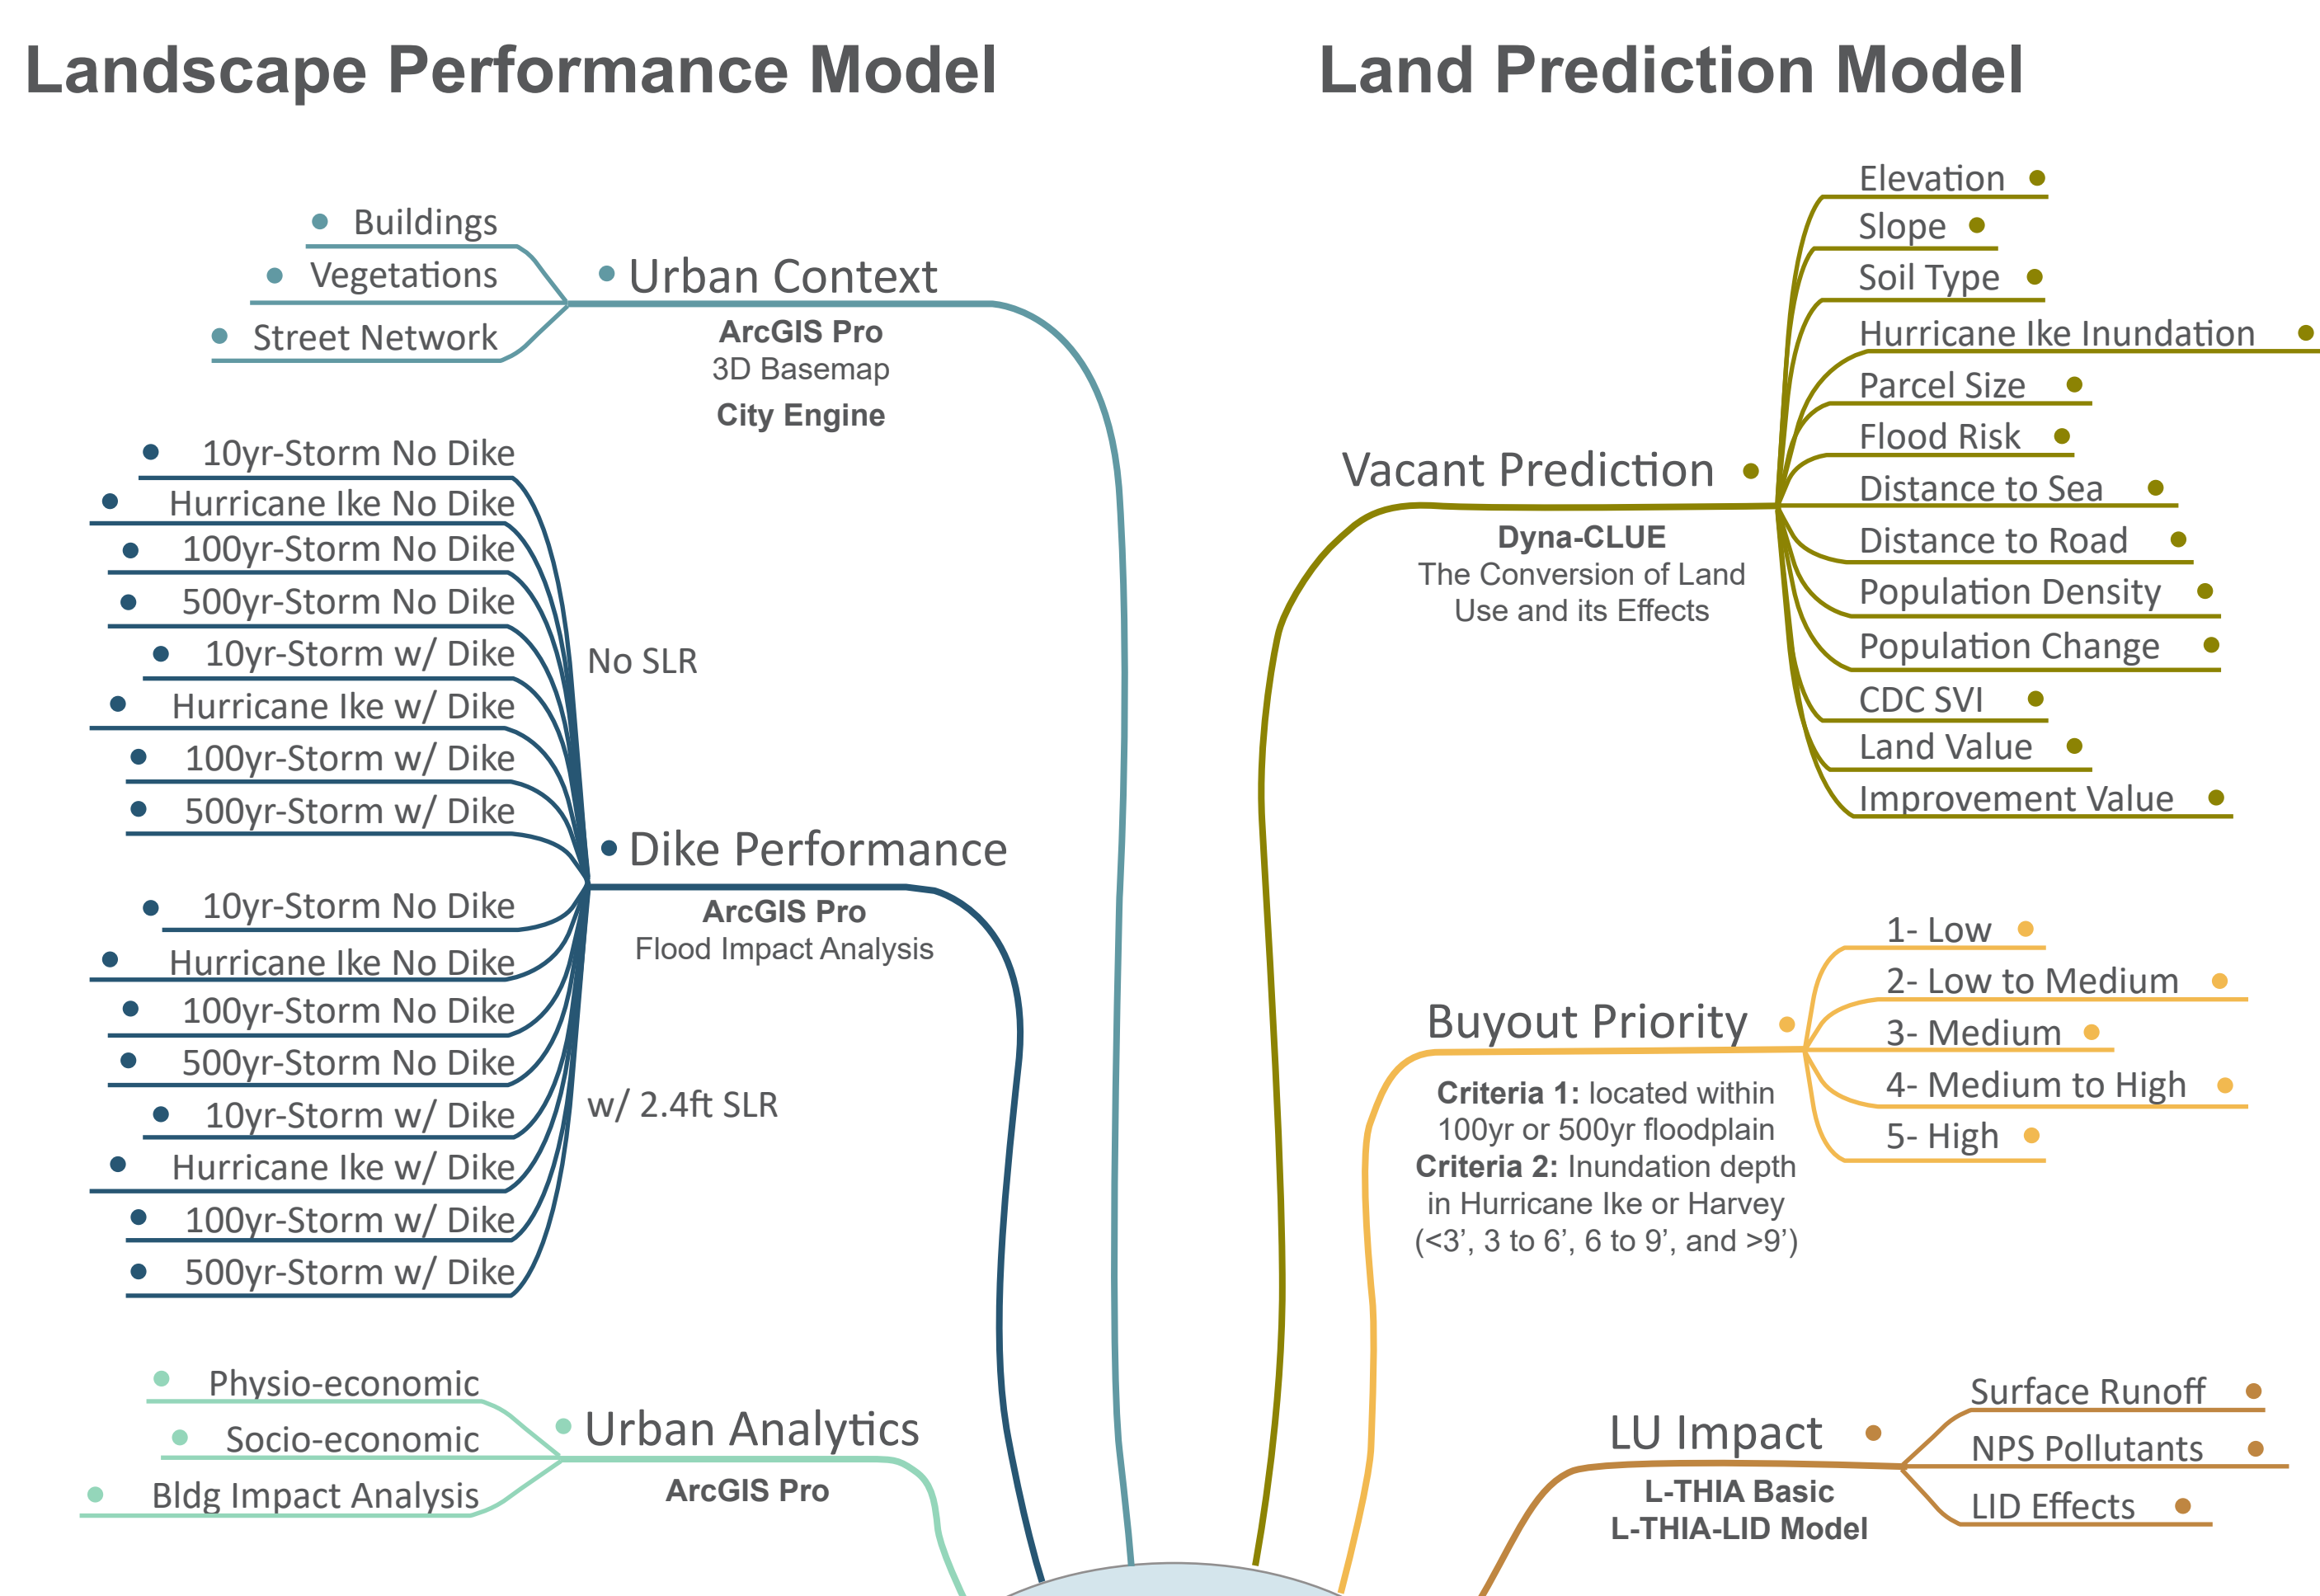 Landscape Performance Model
Buildings
Vegetations
Street Network
Urban Context
ArcGIS Pro
3D Basemap
City Engine
10yr-Storm No Dike
Hurricane Ike No Dike
100yr-Storm No Dike
500yr-Storm No Dike
10yr-Storm w/ Dike
Hurricane Ike w/ Dike
100yr-Storm w/ Dike
500yr-Storm w/ Dike
No SLR
Dike Performance
ArcGIS Pro
Flood Impact Analysis
10yr-Storm No Dike
Hurricane Ike No Dike
100yr-Storm No Dike
500yr-Storm No Dike
10yr-Storm w/ Dike
Hurricane Ike w/ Dike
100yr-Storm w/ Dike
500yr-Storm w/ Dike
w/ 2.4ft SLR
Physio-economic
Socio-economic
Bldg Impact Analysis
Urban Analytics
ArcGIS Pro
Land Prediction Model
Vacant Prediction
Dyna-CLUE
The Conversion of Land
Use and its Effects
Elevation
Slope
Soil Type
Hurricane Ike Inundation
Parcel Size
Flood Risk
Distance to Sea
Distance to Road
Population Density
Population Change
CDC SVI
Land Value
Improvement Value
Buyout Priority
Criteria 1: located within
100yr or 500yr floodplain
Criteria 2: Inundation depth
in Hurricane Ike or Harvey
(<3’, 3 to 6’, 6 to 9’, and >9’)
1- Low
2- Low to Medium
3- Medium
4- Medium to High
5- High
LU Impact
L-THIA Basic
L-THIA-LID Model
Surface Runoff
NPS Pollutants
LID Effects